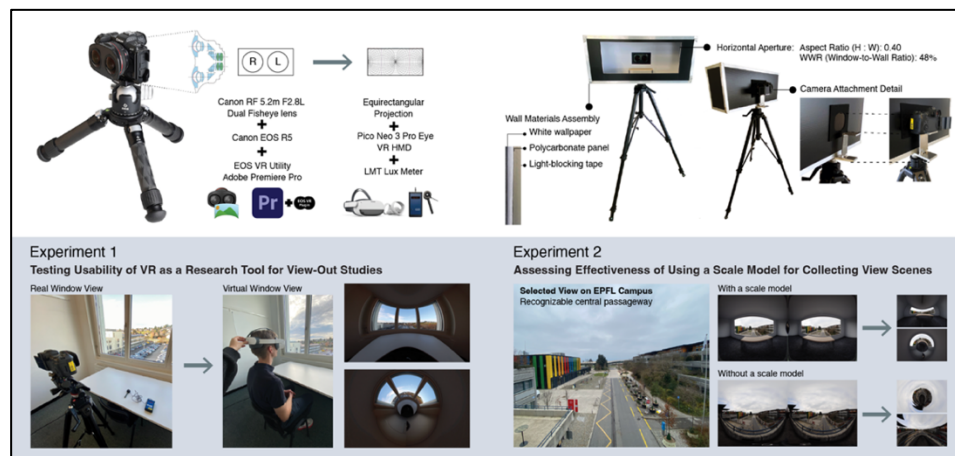 R L
Canon RF 5.2m F2.8L
Dual Fisheye lens
+
Canon EOS R5
+
EOS VR Utility
Adobe Premiere Pro
Pr
+
EOS VR
Equirectangular
Projection
+
Pico Neo 3 Pro Eye
VR HMD
+
LMT Lux Meter
Horizontal Aperture: Aspect Ratio (H : W): 0.40
WWR (Window-to-Wall Ratio): 48%
Camera Attachment Detail
Wall Materials Assembly
White wallpaper
Polycarbonate panel
Light-blocking tape
Experiment 1
Testing Usability of VR as a Research Tool for View-Out Studies
Real Window View
Virtual Window View
Experiment 2
Assessing Effectiveness of Using a Scale Model for Collecting View Scenes
Selved View on EPFL Campus
Recognizable central passageway
With a scale model
Without a scale model